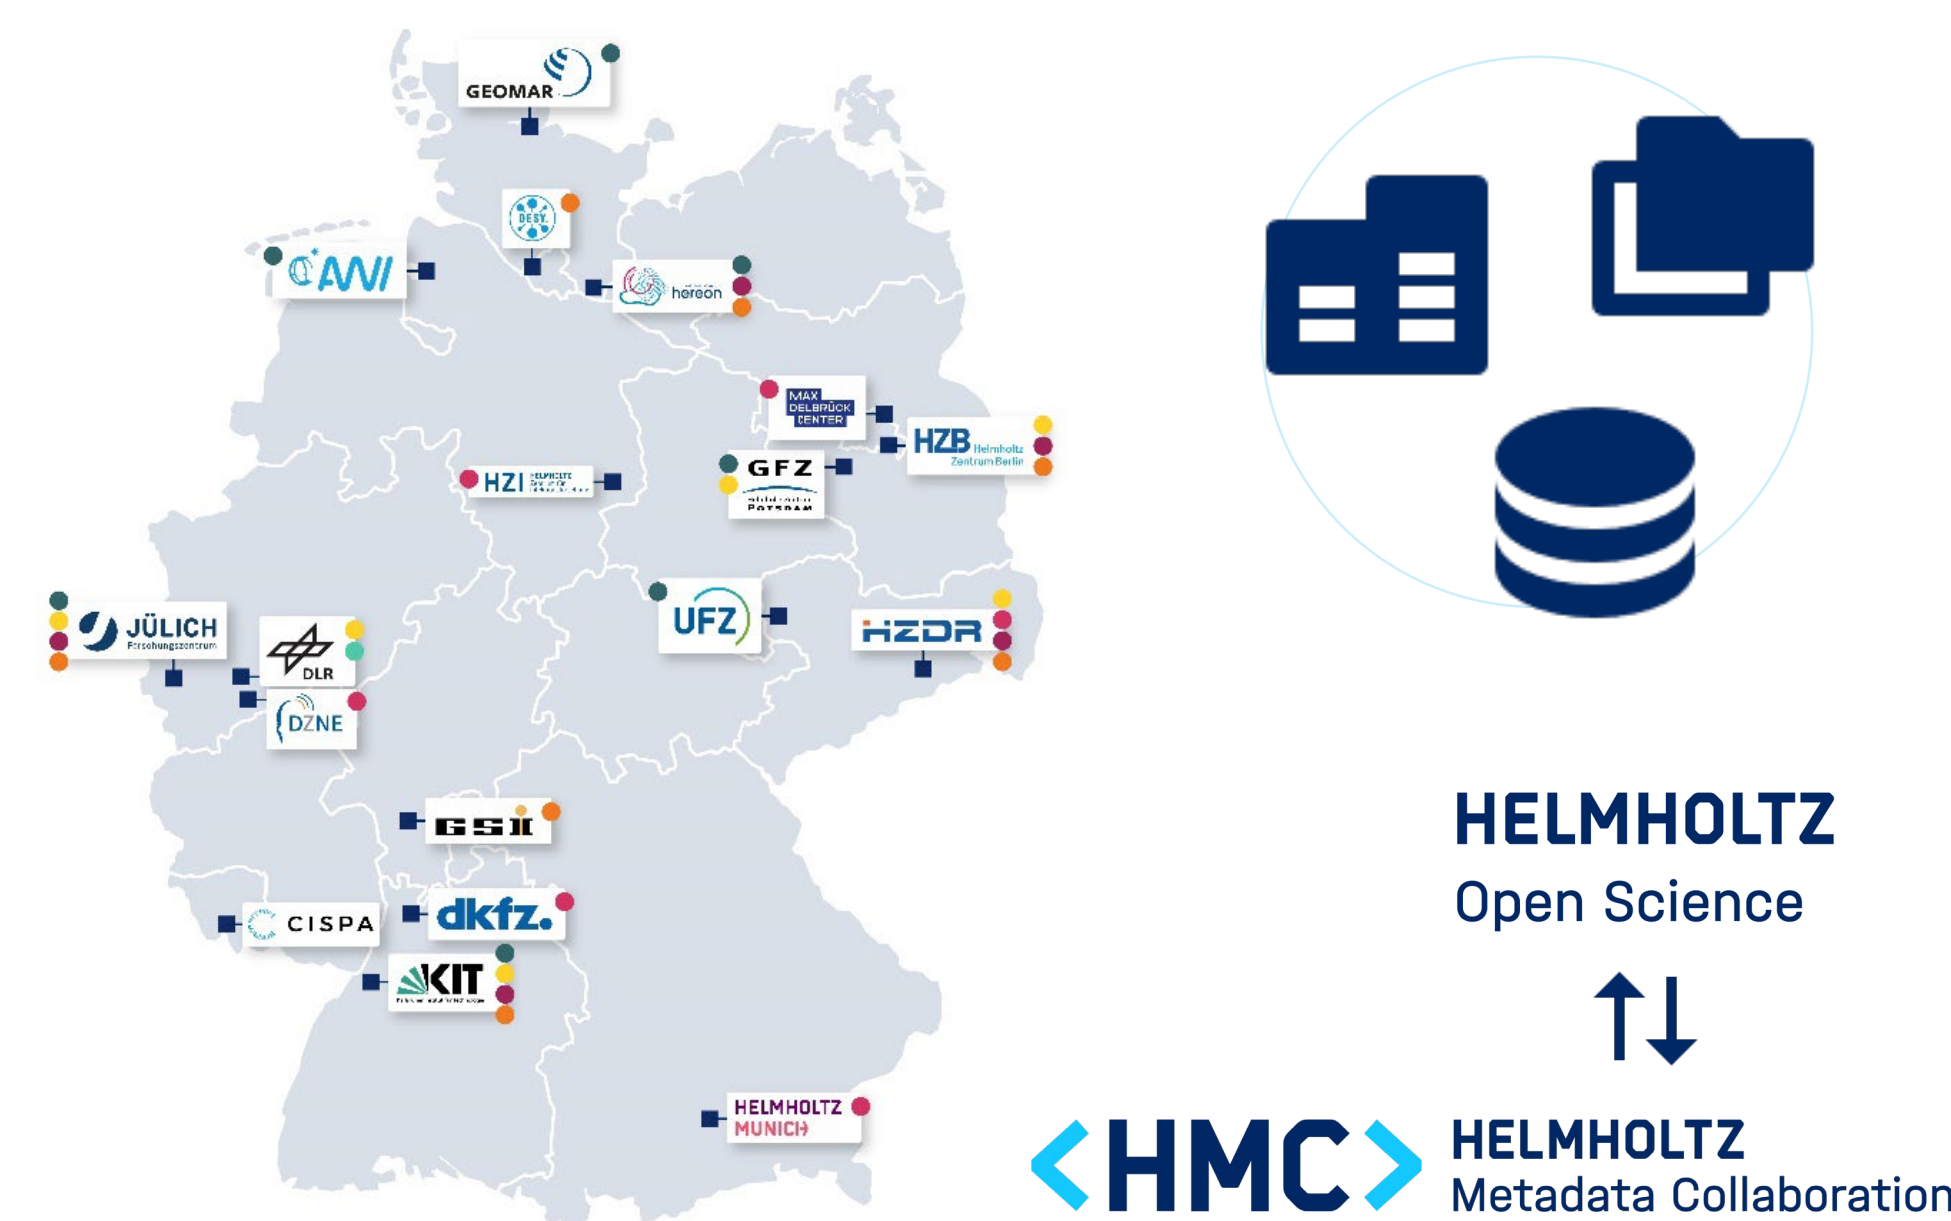 GEOMAR
DESY.
AWI
hereon
MAX
DELBRÜCK
CENTER
HZB Helmholtz
Zentrum Berlin
HZI HELMHOLTZ
GFZ
POTSDAM
UFZ
HZDR
JÜLICH
Forschungszentrum
DLR
DZNE
GSI
CISPA
dkfz.
KIT
HELMHOLTZ
MUNICH
HELMHOLTZ
Open Science
<HMC>
HELMHOLTZ
Metadata Collaboration